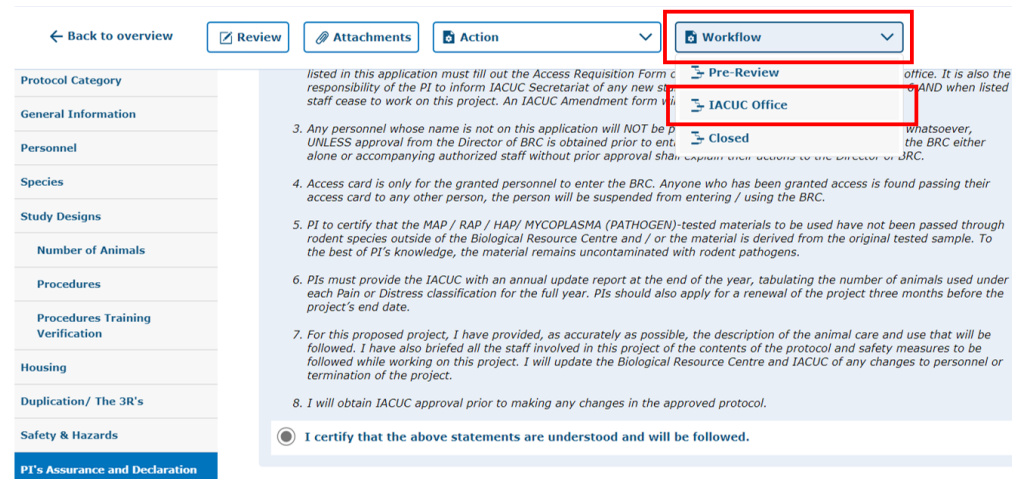 Back to overview
Review
Attachments
Action
Workflow
Pre-Review
IACUC Office
Closed
Protocol Category
General Information
Personnel
Species
Study Designs
Number of Animals
Procedures
Procedures Training
Verification
Housing
Duplication/ The 3R's
Safety & Hazards
PI's Assurance and Declaration
listed in this application must fill out the Access Requisition Form office. It is also the
responsibility of the PI to inform IACUC Secretariat of any new AND when listed
staff cease to work on this project. An IACUC Amendment form
3. Any personnel whose name is not on this application will NOT be whatsoever,
UNLESS approval from the Director of BRC is obtained prior to the BRC either
alone or accompanying authorized staff without prior approval shall explain their actions to the Director of BRC.
4. Access card is only for the granted personnel to enter the BRC. Anyone who has been granted access is found passing their
access card to any other person, the person will be suspended from entering / using the BRC.
5. PI to certify that the MAP / RAP / HAP/ MYCOPLASMA (PATHOGEN)-tested materials to be used have not been passed through
rodent species outside of the Biological Resource Centre and / or the material is derived from the original tested sample. To
the best of PI's knowledge, the material remains uncontaminated with rodent pathogens.
6. PIs must provide the IACUC with an annual update report at the end of the year, tabulating the number of animals used under
each Pain or Distress classification for the full year. PIs should also apply for a renewal of the project three months before the
project's end date.
7. For this proposed project, I have provided, as accurately as possible, the description of the animal care and use that will be
followed. I have also briefed all the staff involved in this project of the contents of the protocol and safety measures to be
followed while working on this project. I will update the Biological Resource Centre and IACUC of any changes to personnel or
termination of the project.
8. I will obtain IACUC approval prior to making any changes in the approved protocol.
I certify that the above statements are understood and will be followed.